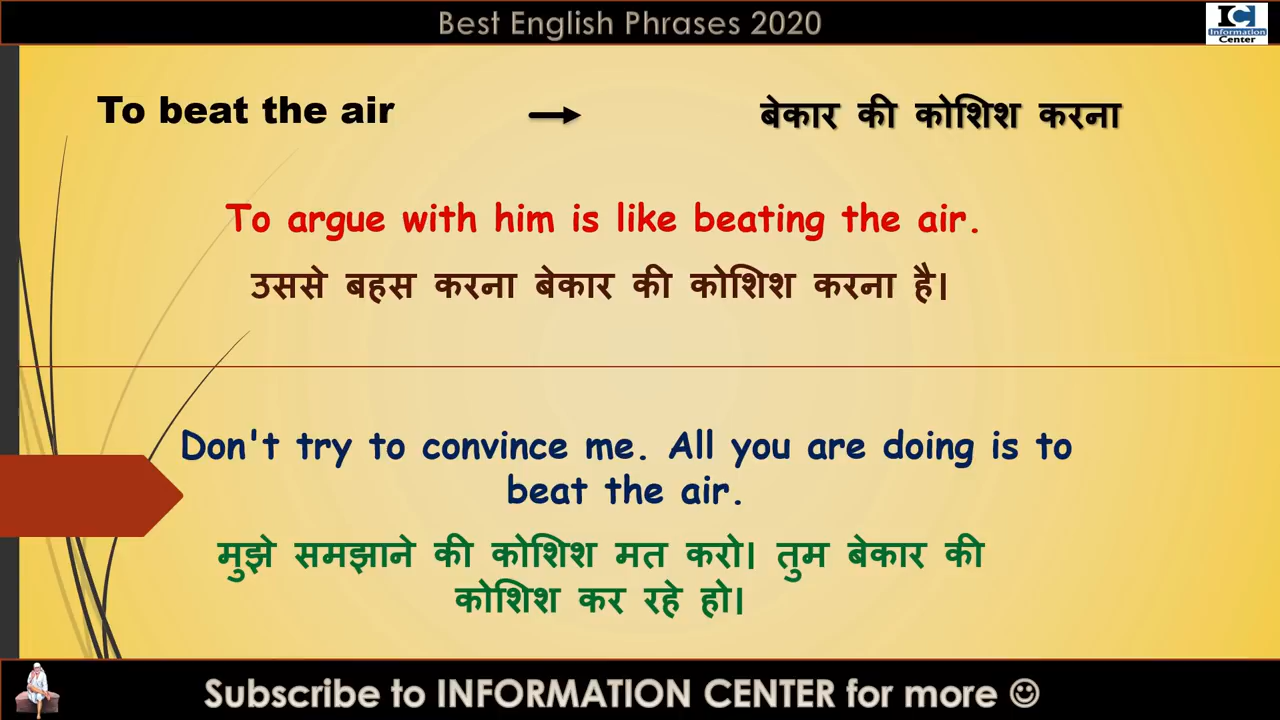 Best English Phrases 2020
IC
Information
Center
To beat the air
बेकार की कोशिश करना
To argue with him is like beating the air.
उससे बहस करना बेकार की कोशिश करना है।
Don't try to convince me. All you are doing is to
beat the air.
मुझे समझाने की कोशिश मत करो। तुम बेकार की
कोशिश कर रहे हो।
Subscribe to INFORMATION CENTER for more ☺